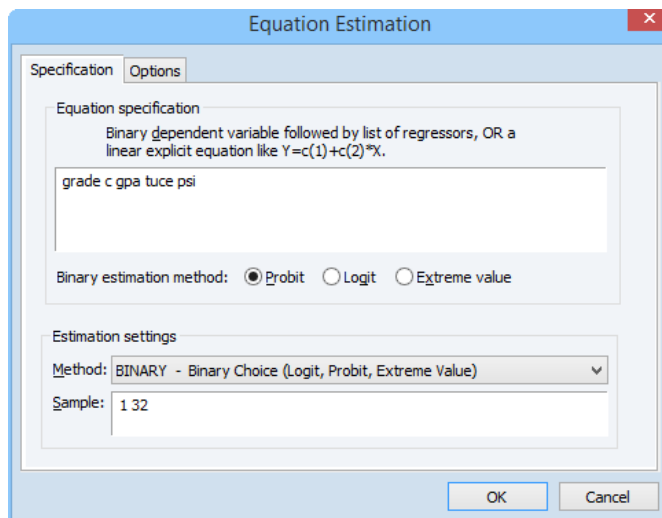 Equation Estimation
Specification Options
Equation specification
Binary dependent variable followed by list of regressors, OR a
linear explicit equation like Y=c(1)+c(2)*X.
grade c gpa tuce psi
Binary estimation method: Probit Logit Extreme value
Estimation settings
Method: BINARY - Binary Choice (Logit, Probit, Extreme Value)
Sample: 1 32
OK Cancel